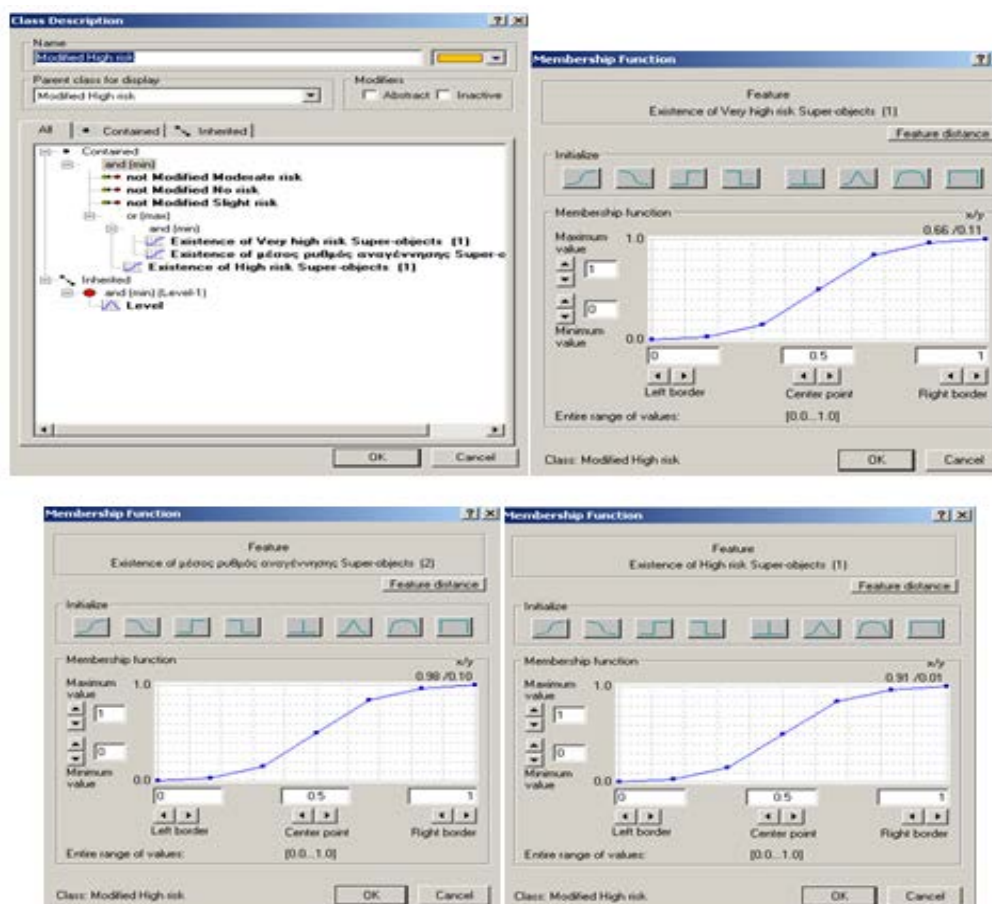 Class Description
Name
Modified High risk
Parent class for display
Modified High risk
Modifiers
Abstract
Inactive
All
Contained
Inherited
Contained
and (min)
not Modified Moderate risk
not Modified No risk
not Modified Slight risk
or (max)
and (min)
Existence of Very high risk Super-objects (1)
Existence of μέσος ρυθμός αναγέννησης Super-o
Existence of High risk Super-objects (1)
Inherited
and (min) (Level-1)
Level
OK
Cancel
Membership Function
Feature
Existence of Very high risk Super-objects (1)
Feature distance
Initialize
Membership function
x/y
0.66 /0.11
Maximum value
1.0
1
0
Minimum value
0.0
0
0.5
1
Left border
Center point
Right border
Entire range of values:
[0.0...1.0]
Class: Modified High risk
OK
Cancel
Membership Function
Feature
Existence of μέσος ρυθμός αναγέννησης Super-objects (2)
Feature distance
Initialize
Membership function
x/y
0.98 /0.10
Maximum value
1.0
1
0
Minimum value
0.0
0
0.5
1
Left border
Center point
Right border
Entire range of values:
[0.0...1.0]
Class: Modified High risk
OK
Cancel
Membership Function
Feature
Existence of High risk Super-objects (1)
Feature distance
Initialize
Membership function
x/y
0.91 /0.01
Maximum value
1.0
1
0
Minimum value
0.0
0
0.5
1
Left border
Center point
Right border
Entire range of values:
[0.0...1.0]
Class: Modified High risk
OK
Cancel